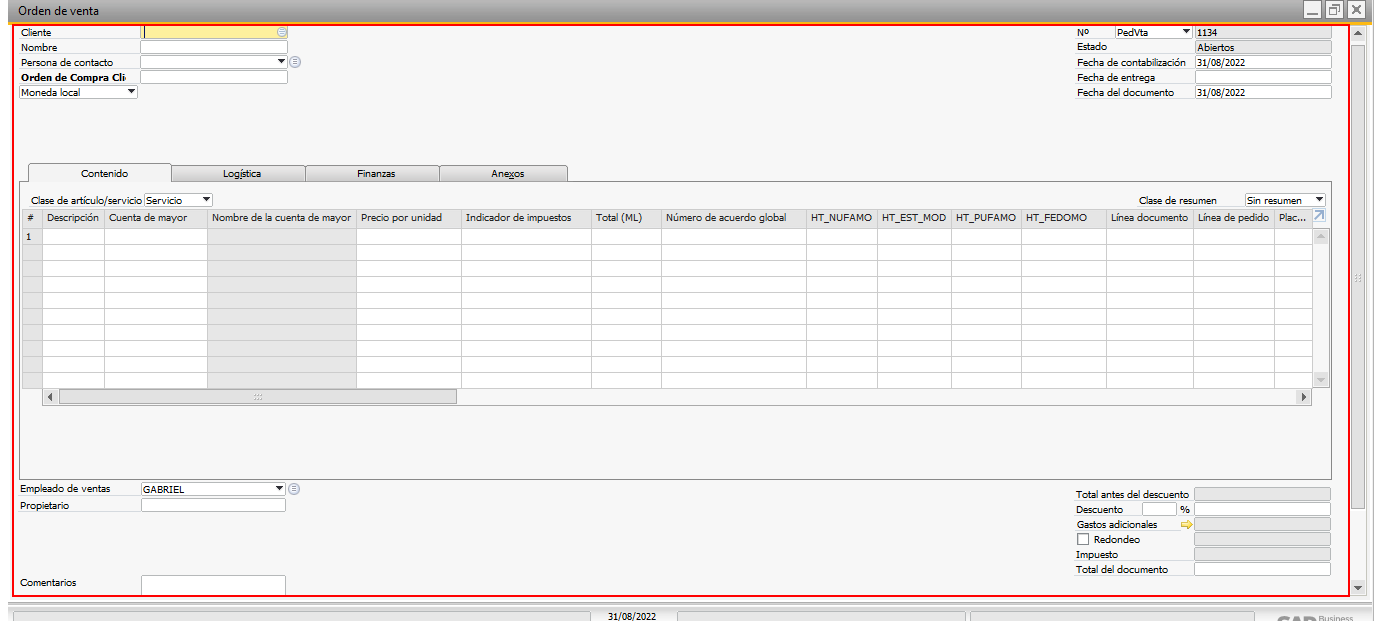 Orden de venta
Cliente
Nº PedVta 1134
Nombre
Estado Abiertos
Persona de contacto
Fecha de contabilización 31/08/2022
Orden de Compra Cli
Fecha de entrega
Moneda local
Fecha del documento 31/08/2022
Contenido Logística Finanzas Anexos
Clase de artículo/servicio Servicio
Clase de resumen Sin resumen
# Descripción Cuenta de mayor Nombre de la cuenta de mayor Precio por unidad Indicador de impuestos Total (ML) Número de acuerdo global HT_NUFAMO HT_EST_MOD HT_PUFAMO HT_FEDOMO Línea documento Línea de pedido Plac...
1
Empleado de ventas GABRIEL
Total antes del descuento
Propietario
Descuento %
Gastos adicionales
Redondeo
Impuesto
Total del documento
Comentarios
31/08/2022
SAP Business